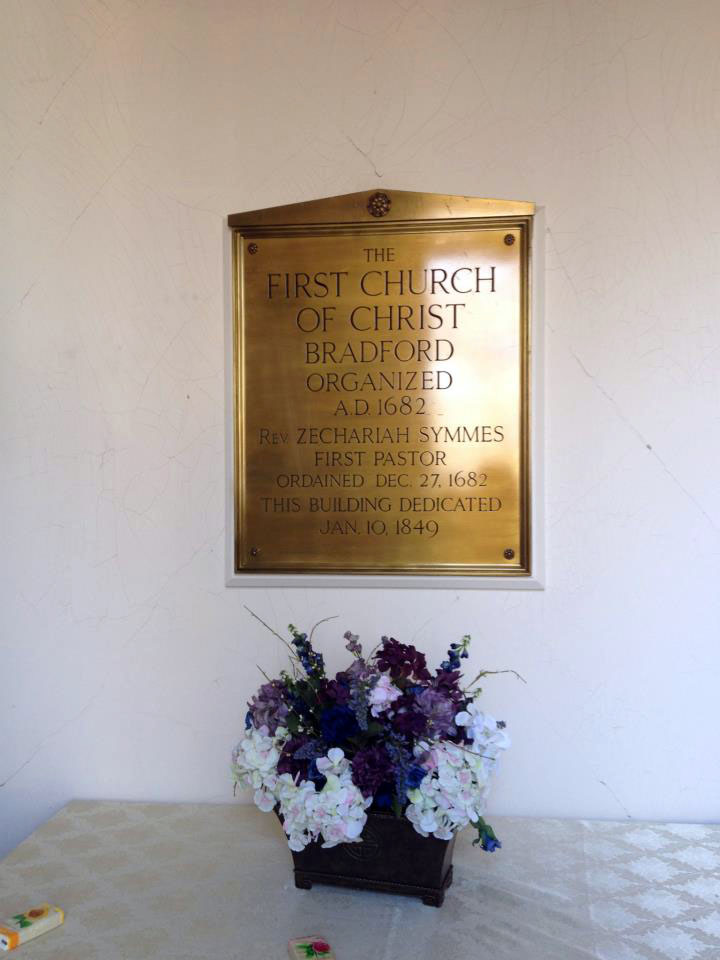 THE
FIRST CHURCH
OF CHRIST
BRADFORD
ORGANIZED
A.D. 1682
REV. ZECHARIAH SYMMES
FIRST PASTOR
ORDAINED DEC. 27, 1682
THIS BUILDING DEDICATED
JAN. 10, 1849